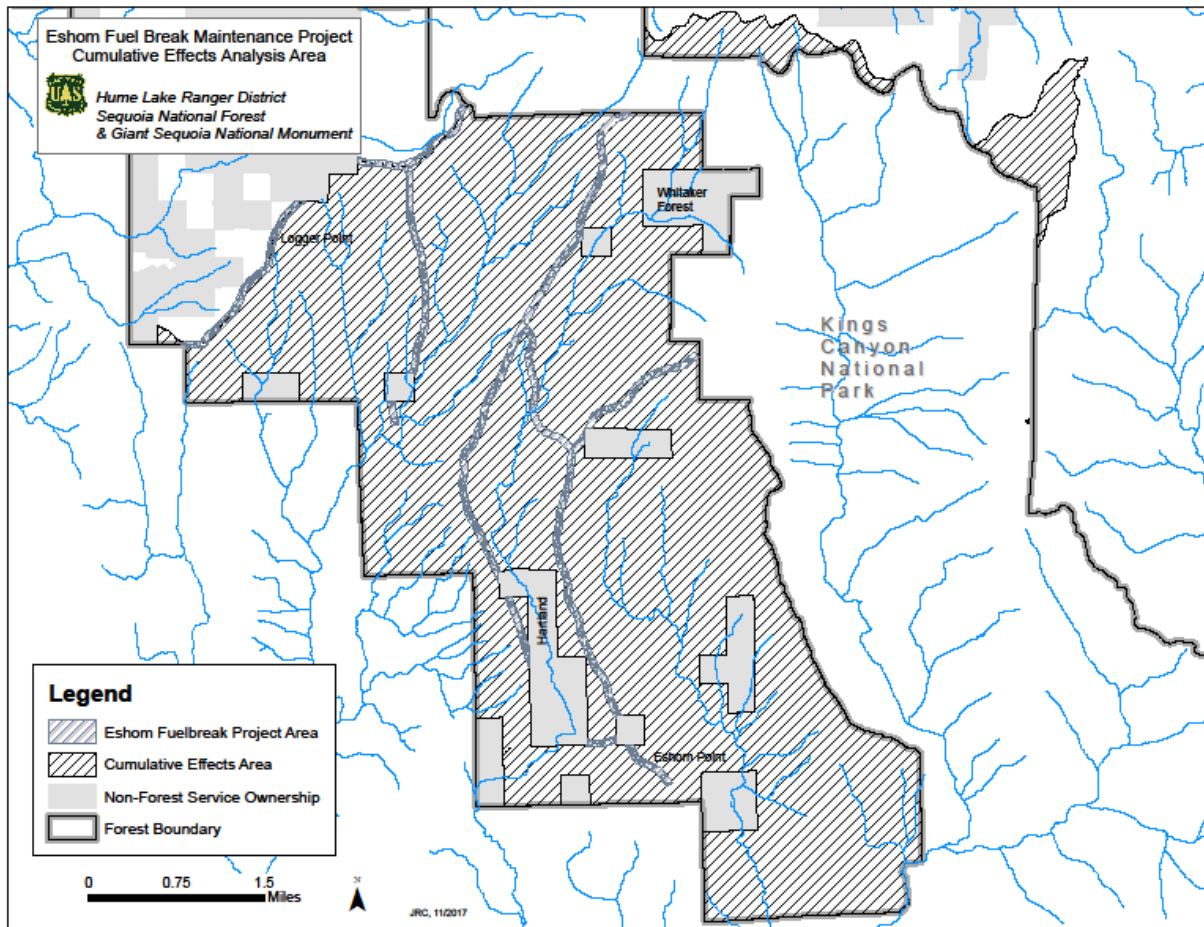 Eshom Fuel Break Maintenance Project
Cumulative Effects Analysis Area
UAS
Hume Lake Ranger District
Sequoia National Forest
& Giant Sequoia National Monument
Whitaker
Forest
Logger Point
Kings
Canyon
National
Park
Hartland
Eshom Point
Legend
Eshom Fuelbreak Project Area
Cumulative Effects Area
Non-Forest Service Ownership
Forest Boundary
0 0.75 1.5
Miles
N
JRC, 11/2017